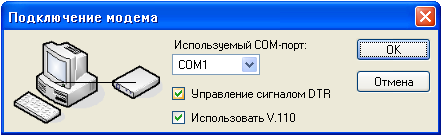 Подключение модема
Используемый COM-порт:
COM1
OK
Отмена
Управление сигналом DTR
Использовать V.110